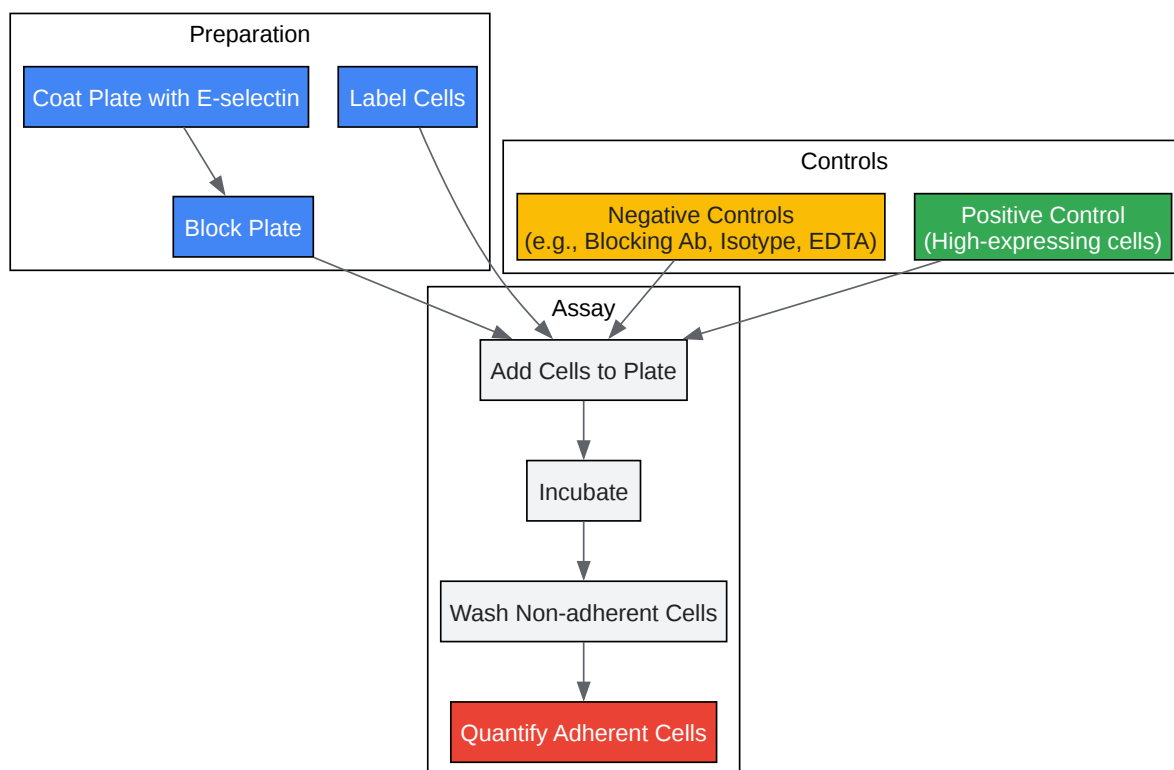 Preparation
Coat Plate with E-selectin
Label Cells
Block Plate
Controls
Negative Controls
(e.g., Blocking Ab, Isotype, EDTA)
Positive Control
(High-expressing cells)
Assay
Add Cells to Plate
Incubate
Wash Non-adherent Cells
Quantify Adherent Cells